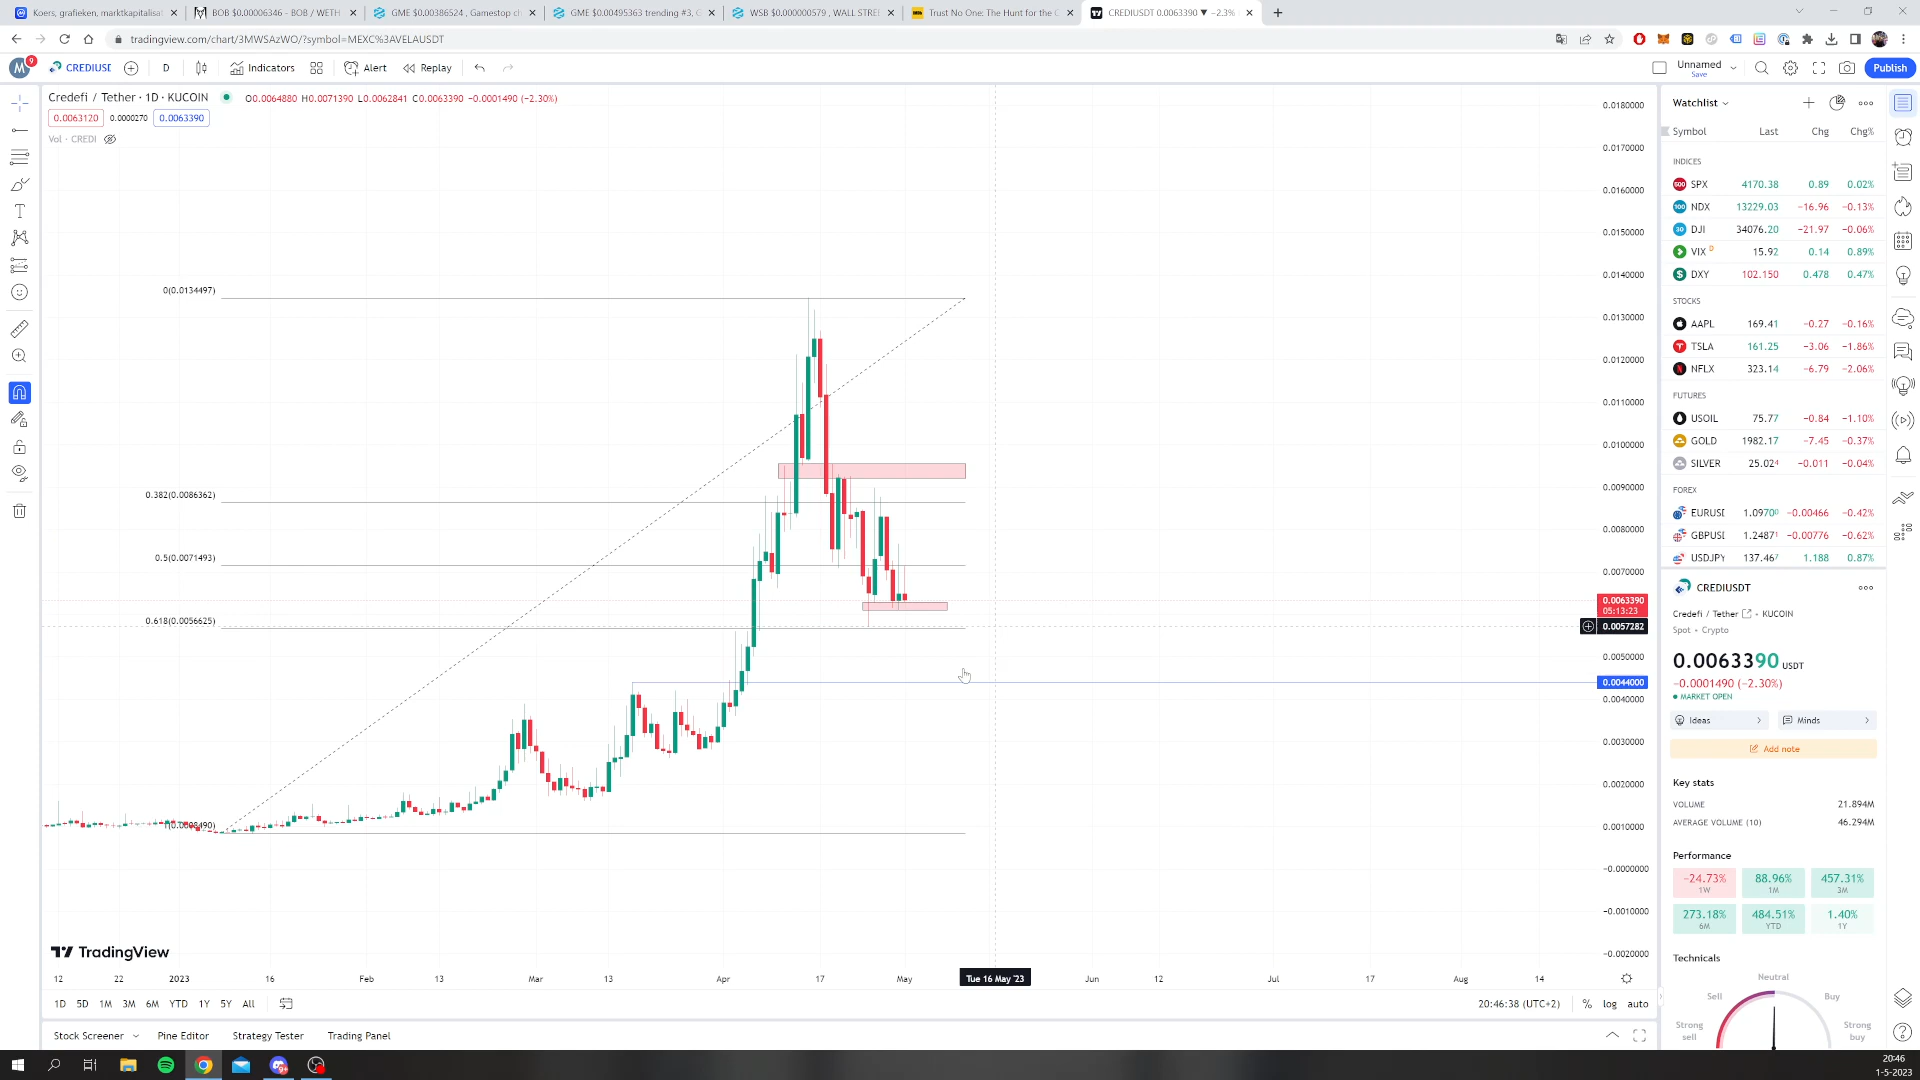 Koers, grafieken, marktkapitalisat
BOB $0.00006346 - BOB / WETH
GME $0.00386524 , Gamestop ch
GME $0.00495363 trending #3, G
WSB $0.000000579 , WALL STREE
Trust No One: The Hunt for the C
CREDIUSDT 0.0063390 ▼ −2.3%
tradingview.com/chart/3MWSAzWO/?symbol=MEXC%3AVELAUSDT
M 9
CREDIUSD
D
Indicators
Alert
Replay
Unnamed
Save
Publish
Credefi / Tether · 1D · KUCOIN
O0.0064880 H0.0071390 L0.0062841 C0.0063390 −0.0001490 (−2.30%)
0.0063120
0.0000270
0.0063390
Vol · CREDI
0(0.0134497)
0.382(0.0086362)
0.5(0.0071493)
0.618(0.0056625)
0.0180000
0.0170000
0.0160000
0.0150000
0.0140000
0.0130000
0.0120000
0.0110000
0.0100000
0.0090000
0.0080000
0.0070000
0.0063390
05:13:23
0.0057282
0.0050000
0.0044000
0.0040000
0.0030000
0.0020000
0.0010000
−0.0000000
−0.0010000
−0.0020000
TradingView
12 22 2023 16 Feb 13 Mar 13 Apr 17 May Tue 16 May '23 Jun 12 Jul 17 Aug 14
1D 5D 1M 3M 6M YTD 1Y 5Y All
20:46:38 (UTC+2)
% log auto
Stock Screener
Pine Editor
Strategy Tester
Trading Panel
Watchlist
Symbol Last Chg Chg%
INDICES
SPX 4170.38 0.89 0.02%
NDX 13229.03 −16.96 −0.13%
DJI 34076.20 −21.97 −0.06%
VIX D 15.92 0.14 0.89%
DXY 102.150 0.478 0.47%
STOCKS
AAPL 169.41 −0.27 −0.16%
TSLA 161.25 −3.06 −1.86%
NFLX 323.14 −6.79 −2.06%
FUTURES
USOIL 75.77 −0.84 −1.10%
GOLD 1982.17 −7.45 −0.37%
SILVER 25.024 −0.011 −0.04%
FOREX
EURUSD 1.09700 −0.00466 −0.42%
GBPUSD 1.24871 −0.00776 −0.62%
USDJPY 137.467 1.188 0.87%
CREDIUSDT
Credefi / Tether • KUCOIN
Spot • Crypto
0.0063390 USDT
−0.0001490 (−2.30%)
MARKET OPEN
Ideas
Minds
Add note
Key stats
VOLUME 21.894M
AVERAGE VOLUME (10) 46.294M
Performance
−24.73% 88.96% 457.31%
1W 1M 3M
273.18% 484.51% 1.40%
6M YTD 1Y
Technicals
Neutral
Sell Buy
Strong sell
Strong buy
20:46
1-5-2023